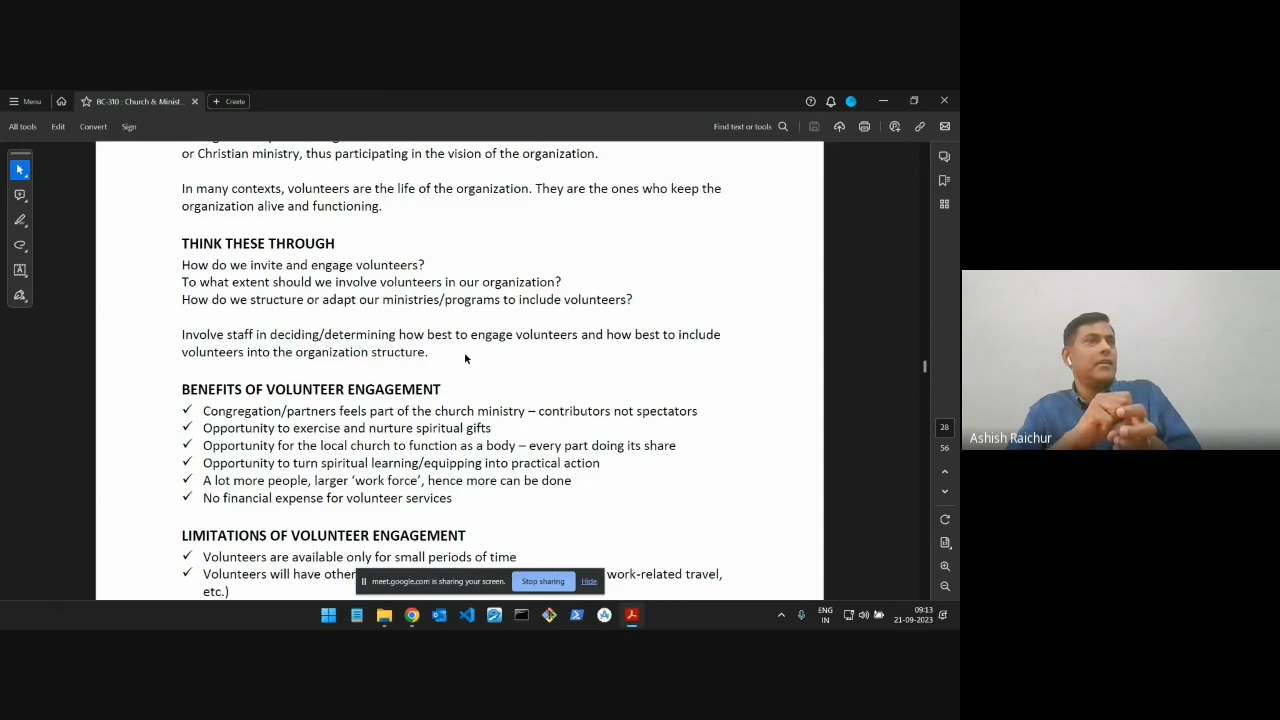 Menu
BC-310 : Church & Minist...
Create
All tools
Edit
Convert
Sign
Find text or tools
or Christian ministry, thus participating in the vision of the organization.
In many contexts, volunteers are the life of the organization. They are the ones who keep the
organization alive and functioning.
THINK THESE THROUGH
How do we invite and engage volunteers?
To what extent should we involve volunteers in our organization?
How do we structure or adapt our ministries/programs to include volunteers?
Involve staff in deciding/determining how best to engage volunteers and how best to include
volunteers into the organization structure.
BENEFITS OF VOLUNTEER ENGAGEMENT
✓ Congregation/partners feels part of the church ministry – contributors not spectators
✓ Opportunity to exercise and nurture spiritual gifts
✓ Opportunity for the local church to function as a body – every part doing its share
✓ Opportunity to turn spiritual learning/equipping into practical action
✓ A lot more people, larger ‘work force’, hence more can be done
✓ No financial expense for volunteer services
LIMITATIONS OF VOLUNTEER ENGAGEMENT
✓ Volunteers are available only for small periods of time
✓ Volunteers will have other work-related travel,
etc.)
meet.google.com is sharing your screen.
Stop sharing
Hide
28
56
Ashish Raichur
ENG
IN
09:13
21-09-2023